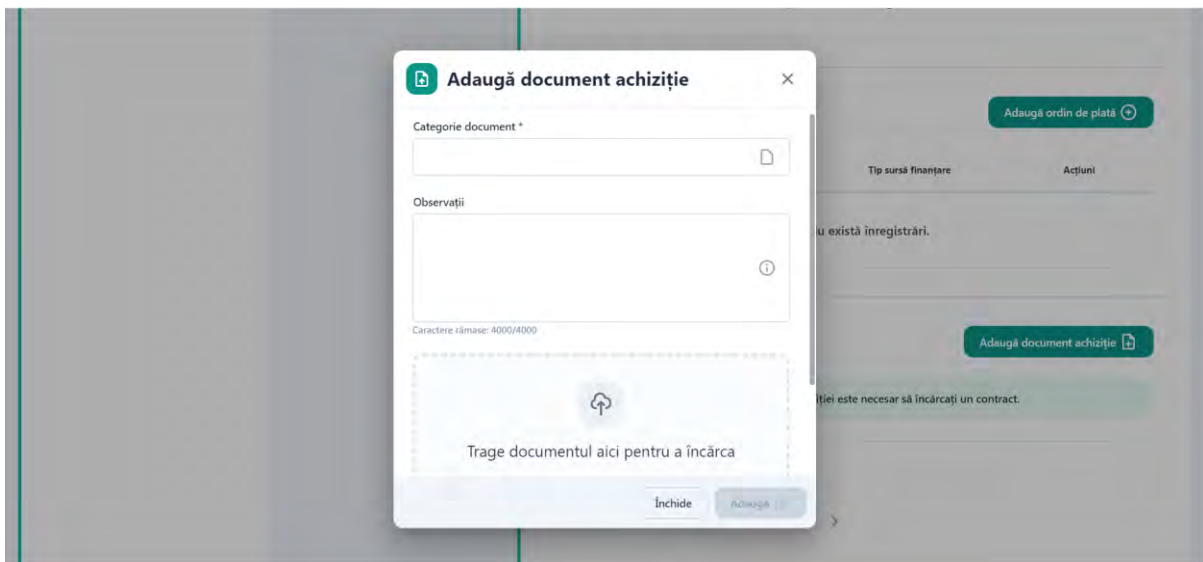 Adaugă document achiziție
Adaugă ordin de plată
Categorie document *
Tip sursă finanțare
Acțiuni
Observații
u există înregistrări.
Caractere rămase: 4000/4000
Adaugă document achiziție
iției este necesar să încărcați un contract.
Trage documentul aici pentru a încărca
Închide
Adaugă